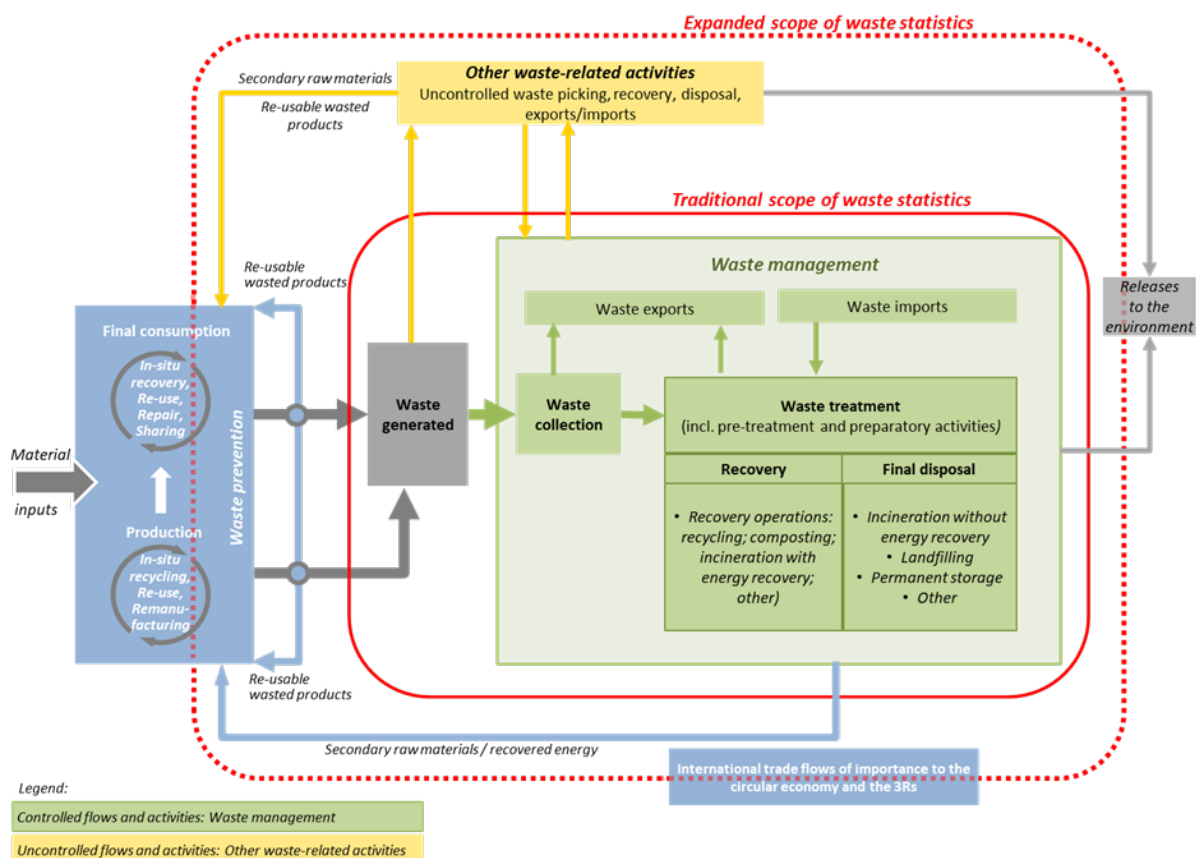 Expanded scope of waste statistics
Other waste-related activities
Uncontrolled waste picking, recovery, disposal,
exports/imports
Secondary raw materials
Re-usable wasted
products
Traditional scope of waste statistics
Waste management
Re-usable
wasted products
Waste exports
Waste imports
Releases
to the
environment
Final consumption
In-situ
recovery,
Re-use,
Repair,
Sharing
Waste prevention
Waste
generated
Waste
collection
Waste treatment
(incl. pre-treatment and preparatory activities)
Material
inputs
Recovery
Final disposal
• Recovery operations:
recycling; composting;
incineration with
energy recovery;
other)
• Incineration without
energy recovery
• Landfilling
• Permanent storage
• Other
Production
In-situ
recycling,
Re-use,
Remanu-
facturing
Re-usable
wasted products
Secondary raw materials / recovered energy
International trade flows of importance to the
circular economy and the 3Rs
Legend:
Controlled flows and activities: Waste management
Uncontrolled flows and activities: Other waste-related activities